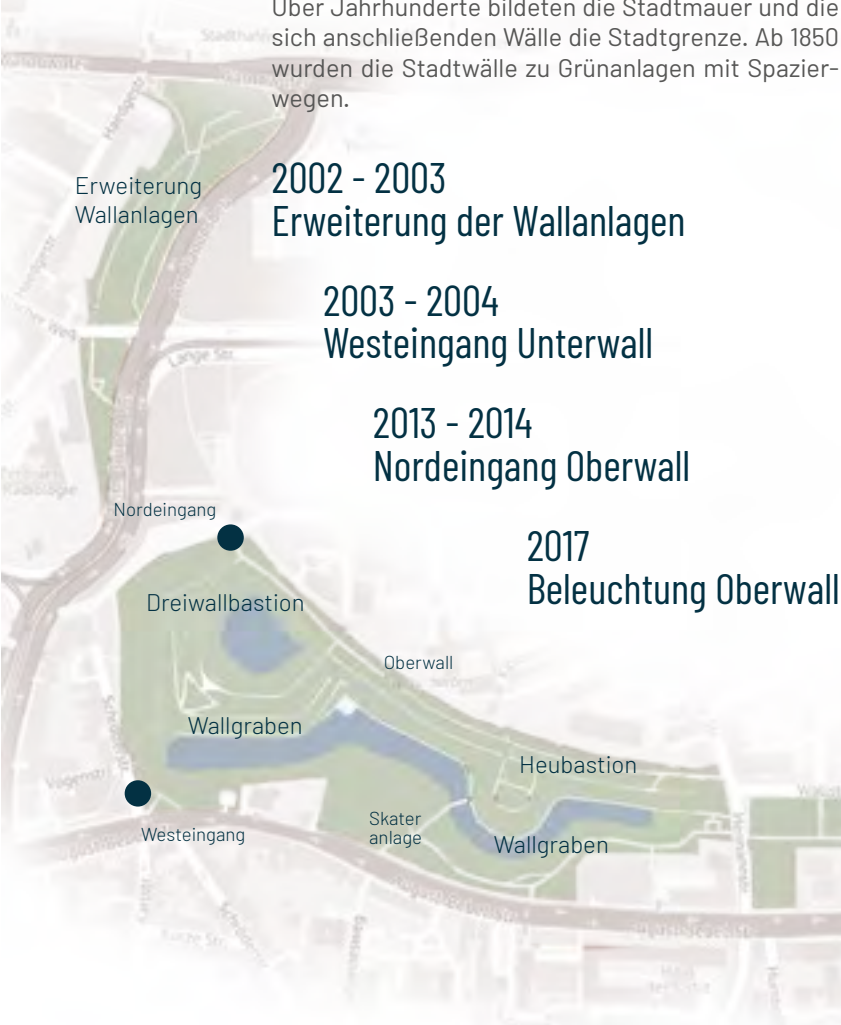 Über Jahrhunderte bildeten die Stadtmauer und die
sich anschließenden Wälle die Stadtgrenze. Ab 1850
wurden die Stadtwälle zu Grünanlagen mit Spazier-
wegen.
Erweiterung
Wallanlagen
2002 - 2003
Erweiterung der Wallanlagen
2003 - 2004
Westeingang Unterwall
Lange Str.
2013 - 2014
Nordeingang Oberwall
Nordeingang
2017
Beleuchtung Oberwall
Dreiwallbastion
Oberwall
Wallgraben
Heubastion
Skater
anlage
Wallgraben
Westeingang